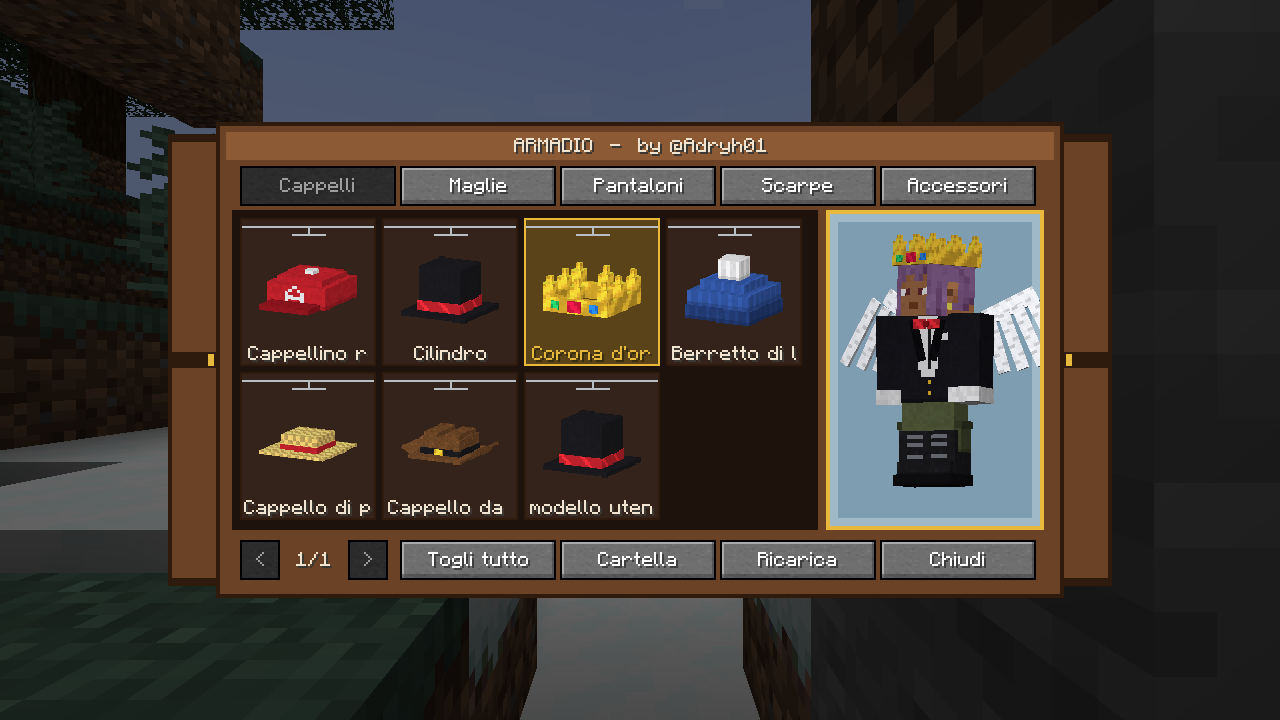 ARMADIO - by @Adryh01
Cappelli
Maglie
Pantaloni
Scarpe
Accessori
Cappellino r
Cilindro
Corona d'or
Berretto di l
Cappello di p
Cappello da
modello uten
< 1/1 >
Togli tutto
Cartella
Ricarica
Chiudi